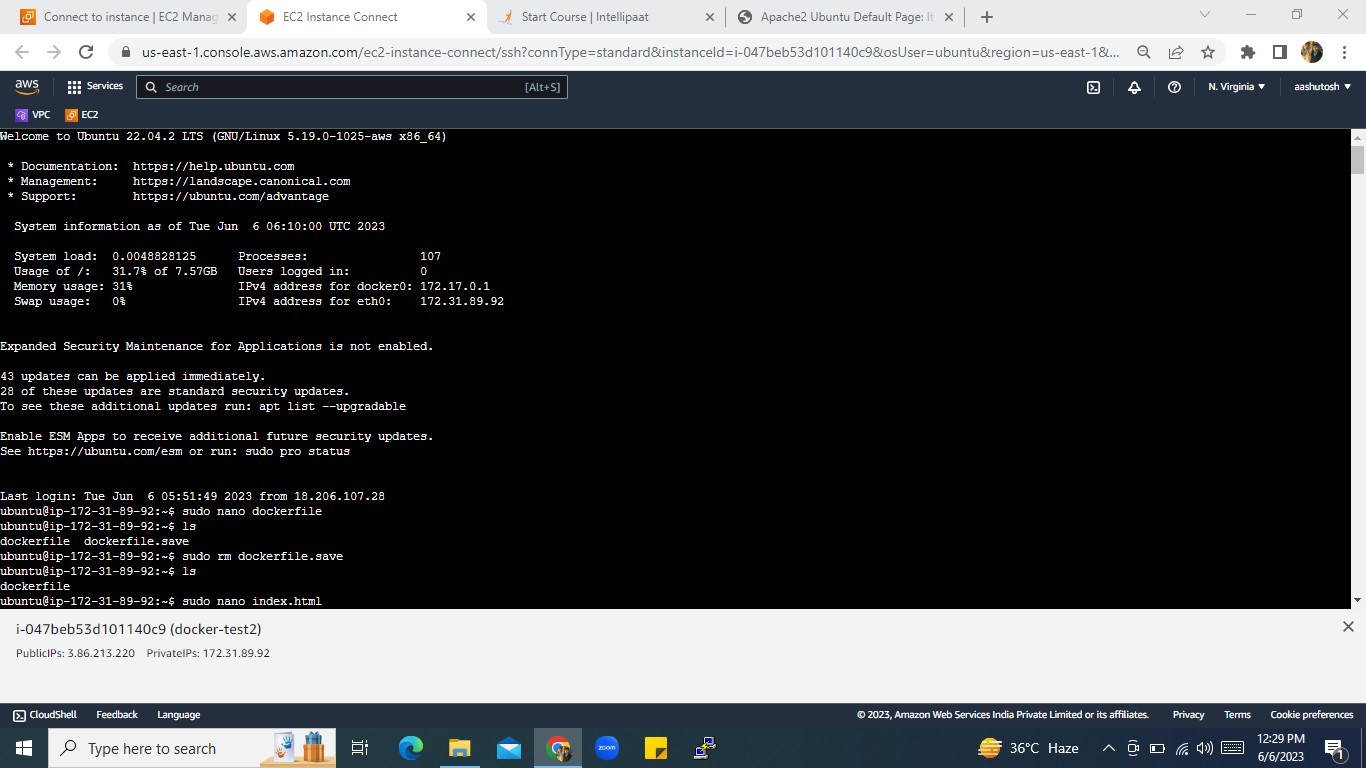 Connect to instance | EC2 Manag
EC2 Instance Connect
Start Course | Intellipaat
Apache2 Ubuntu Default Page: It
us-east-1.console.aws.amazon.com/ec2-instance-connect/ssh?connType=standard&instanceId=i-047beb53d101140c9&osUser=ubuntu&region=us-east-1&...
aws Services Search [Alt+S] N. Virginia aashutosh
VPC EC2
Welcome to Ubuntu 22.04.2 LTS (GNU/Linux 5.19.0-1025-aws x86_64)
* Documentation: https://help.ubuntu.com
* Management: https://landscape.canonical.com
* Support: https://ubuntu.com/advantage
System information as of Tue Jun 6 06:10:00 UTC 2023
System load: 0.0048828125 Processes: 107
Usage of /: 31.7% of 7.57GB Users logged in: 0
Memory usage: 31% IPv4 address for docker0: 172.17.0.1
Swap usage: 0% IPv4 address for eth0: 172.31.89.92
Expanded Security Maintenance for Applications is not enabled.
43 updates can be applied immediately.
28 of these updates are standard security updates.
To see these additional updates run: apt list --upgradable
Enable ESM Apps to receive additional future security updates.
See https://ubuntu.com/esm or run: sudo pro status
Last login: Tue Jun 6 05:51:49 2023 from 18.206.107.28
ubuntu@ip-172-31-89-92:~$ sudo nano dockerfile
ubuntu@ip-172-31-89-92:~$ ls
dockerfile dockerfile.save
ubuntu@ip-172-31-89-92:~$ sudo rm dockerfile.save
ubuntu@ip-172-31-89-92:~$ ls
dockerfile
ubuntu@ip-172-31-89-92:~$ sudo nano index.html
i-047beb53d101140c9 (docker-test2)
PublicIPs: 3.86.213.220 PrivateIPs: 172.31.89.92
CloudShell Feedback Language © 2023, Amazon Web Services India Private Limited or its affiliates. Privacy Terms Cookie preferences
Type here to search zoom 36°C Haze 12:29 PM
6/6/2023 1